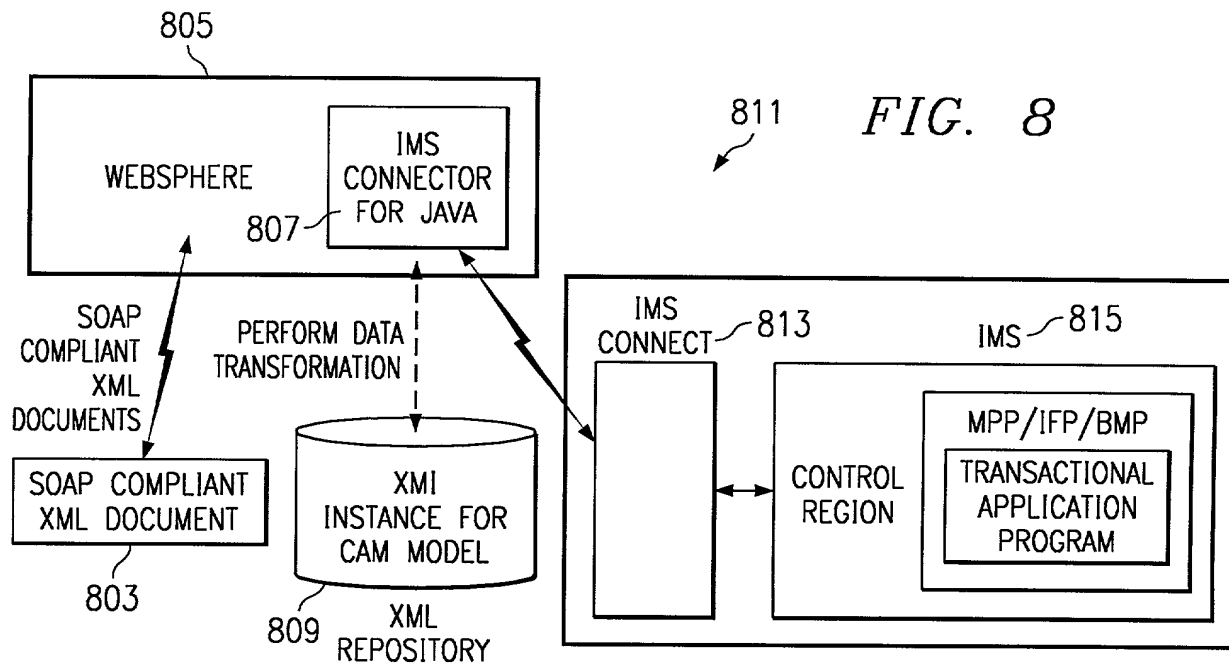 805
811
FIG. 8
WEBSPHERE
IMS
CONNECTOR
FOR JAVA
807
SOAP
COMPLIANT
XML
DOCUMENTS
PERFORM DATA
TRANSFORMATION
IMS
CONNECT
813
IMS
815
MPP/IFP/BMP
CONTROL
REGION
TRANSACTIONAL
APPLICATION
PROGRAM
SOAP COMPLIANT
XML DOCUMENT
803
XMI
INSTANCE FOR
CAM MODEL
809
XML
REPOSITORY